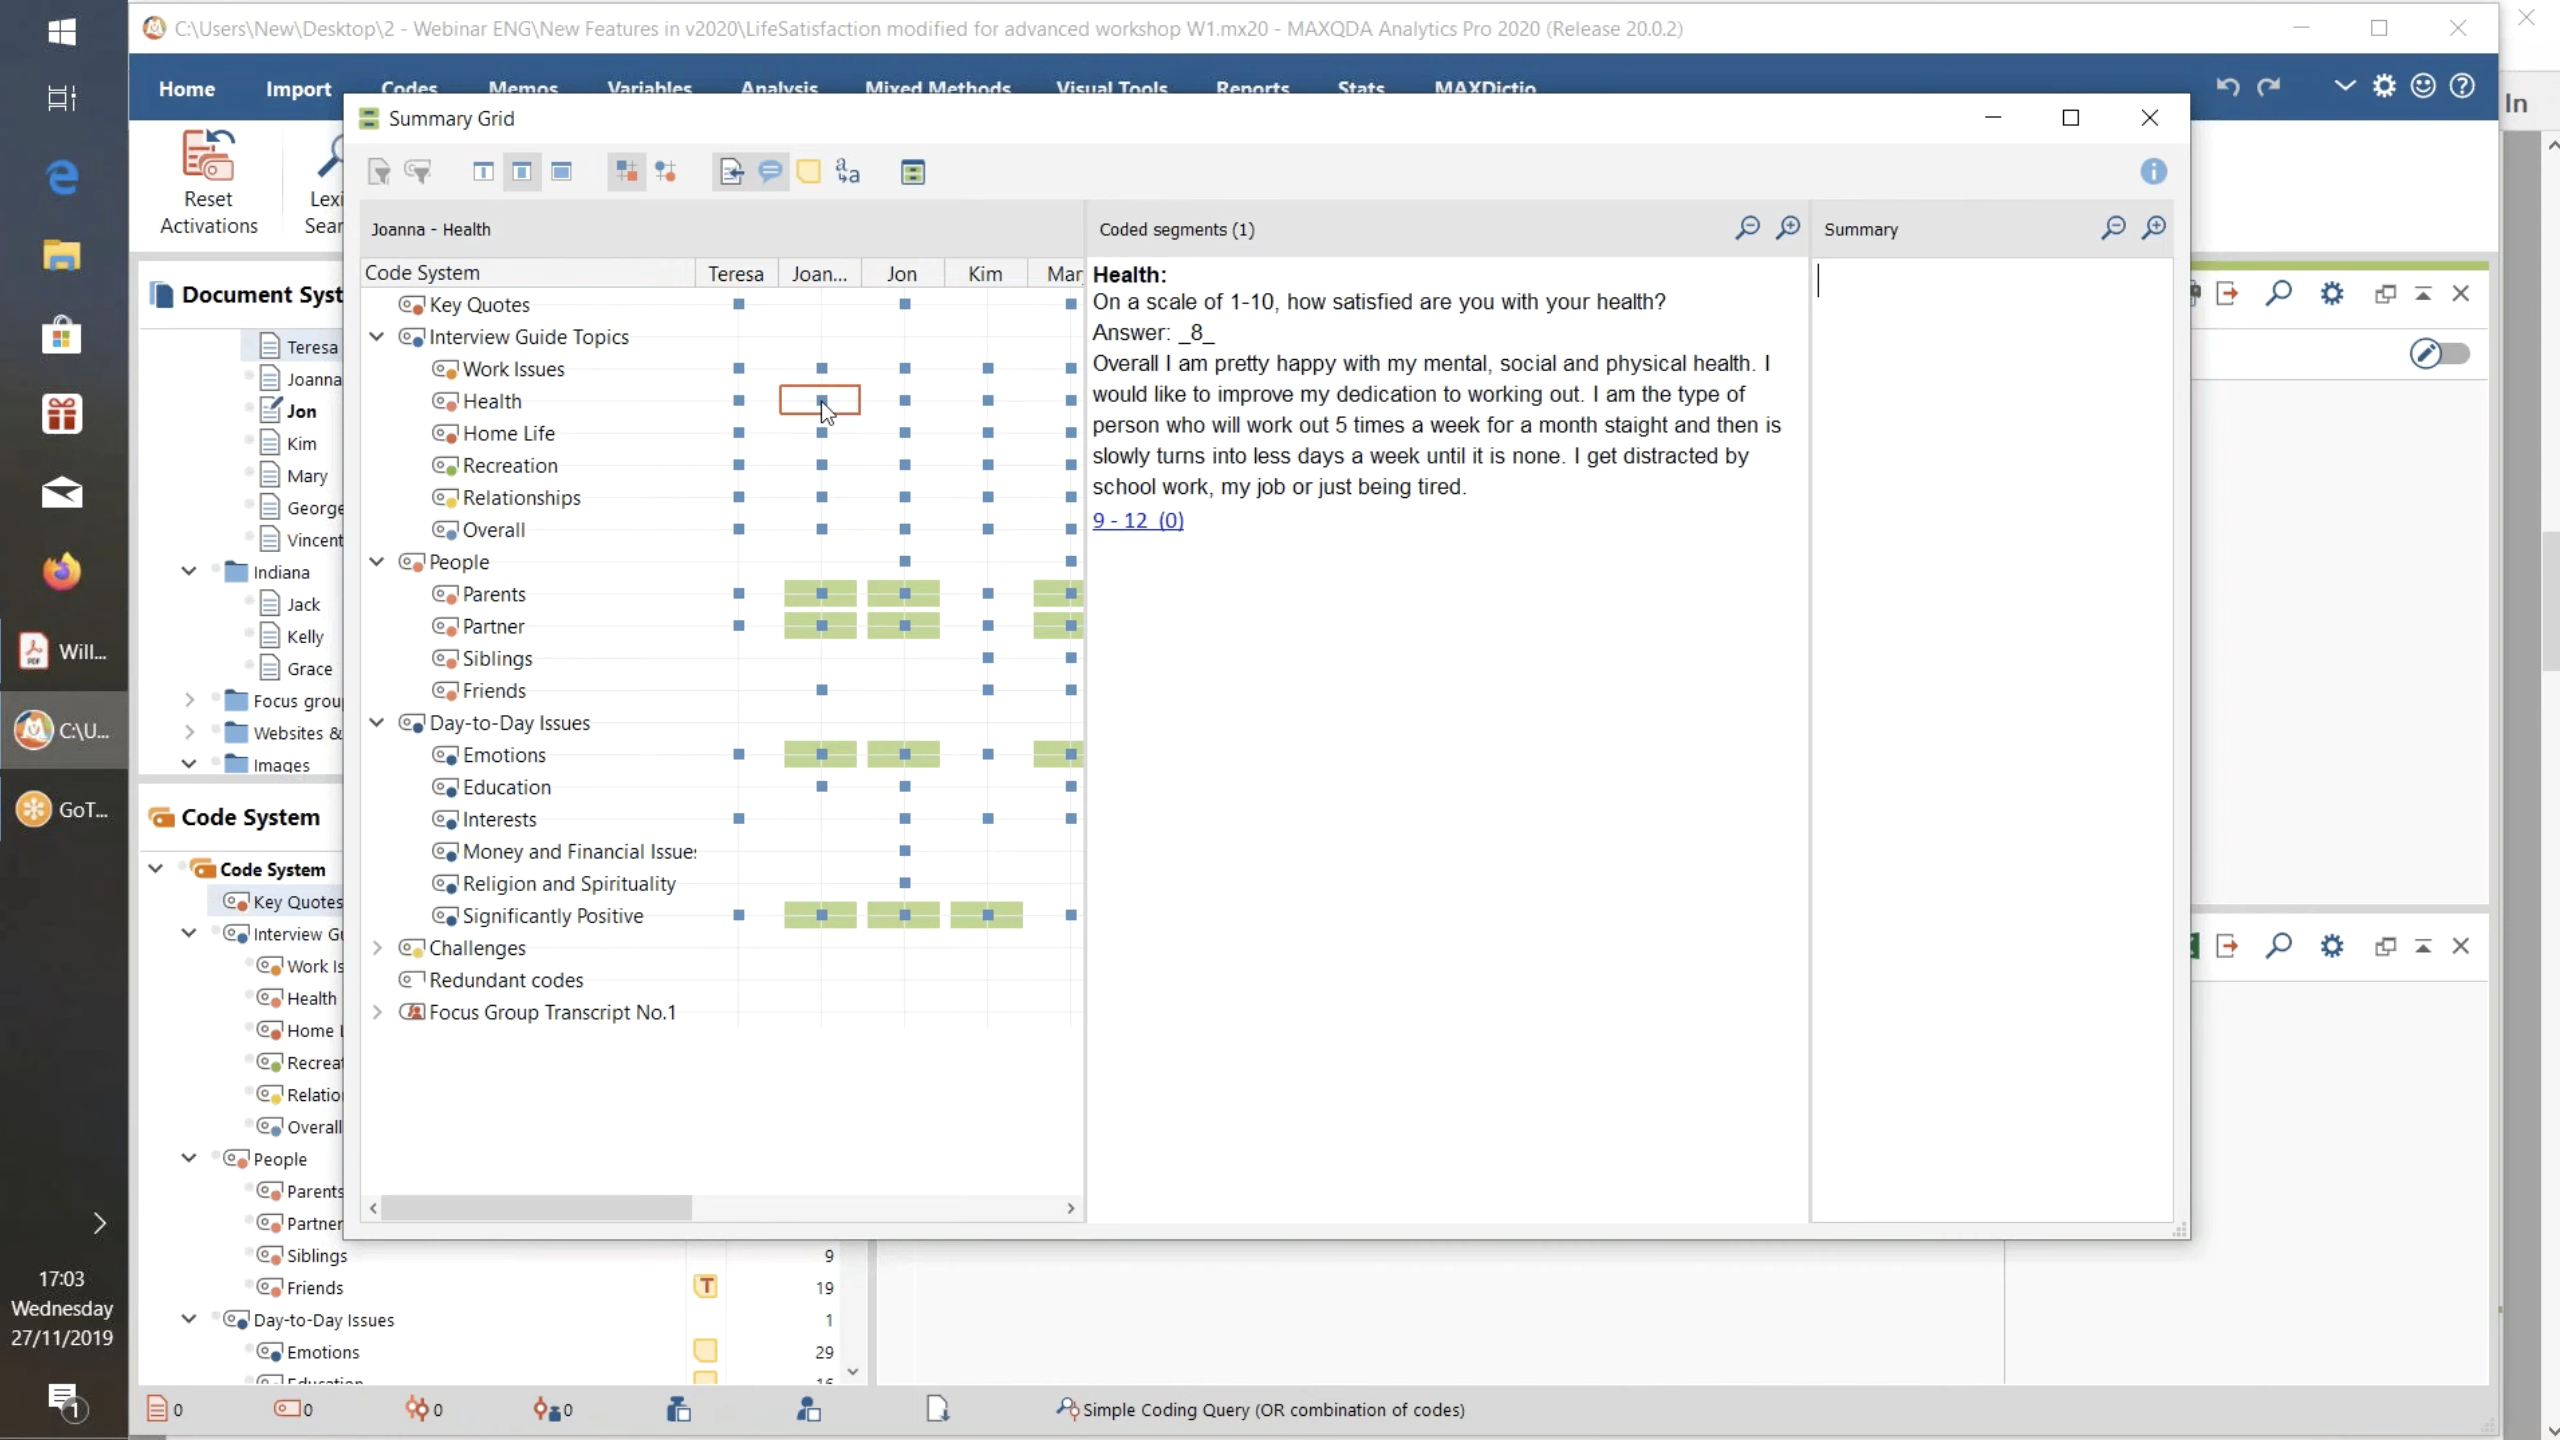 C:\Users\New\Desktop\2 - Webinar ENG\New Features in v2020\LifeSatisfaction modified for advanced workshop W1.mx20 - MAXQDA Analytics Pro 2020 (Release 20.0.2)
Home Import Codes Memos Variables Analysis Mixed Methods Visual Tools Reports Stats MAXDictio
In
Reset
Activations
Lexi
Sear
Summary Grid
Joanna - Health
Coded segments (1)
Summary
Code System Teresa Joan... Jon Kim Mar
Key Quotes
Interview Guide Topics
Work Issues
Health
Home Life
Recreation
Relationships
Overall
People
Parents
Partner
Siblings
Friends
Day-to-Day Issues
Emotions
Education
Interests
Money and Financial Issue
Religion and Spirituality
Significantly Positive
Challenges
Redundant codes
Focus Group Transcript No.1
Health:
On a scale of 1-10, how satisfied are you with your health?
Answer: _8_
Overall I am pretty happy with my mental, social and physical health. I
would like to improve my dedication to working out. I am the type of
person who will work out 5 times a week for a month staight and then is
slowly turns into less days a week until it is none. I get distracted by
school work, my job or just being tired.
9 - 12 (0)
Document Syst
Teresa
Joanna
Jon
Kim
Mary
George
Vincent
Indiana
Jack
Kelly
Grace
Focus grou
Websites &
Images
Code System
Code System
Key Quotes
Interview Gu
Work Is
Health
Home L
Recreat
Relatio
Overall
People
Parents
Partner
Siblings 9
Friends T 19
Day-to-Day Issues 1
Emotions 29
Education 16
0 0 0 0
Simple Coding Query (OR combination of codes)
Will...
C:\U...
GoT...
17:03
Wednesday
27/11/2019
1